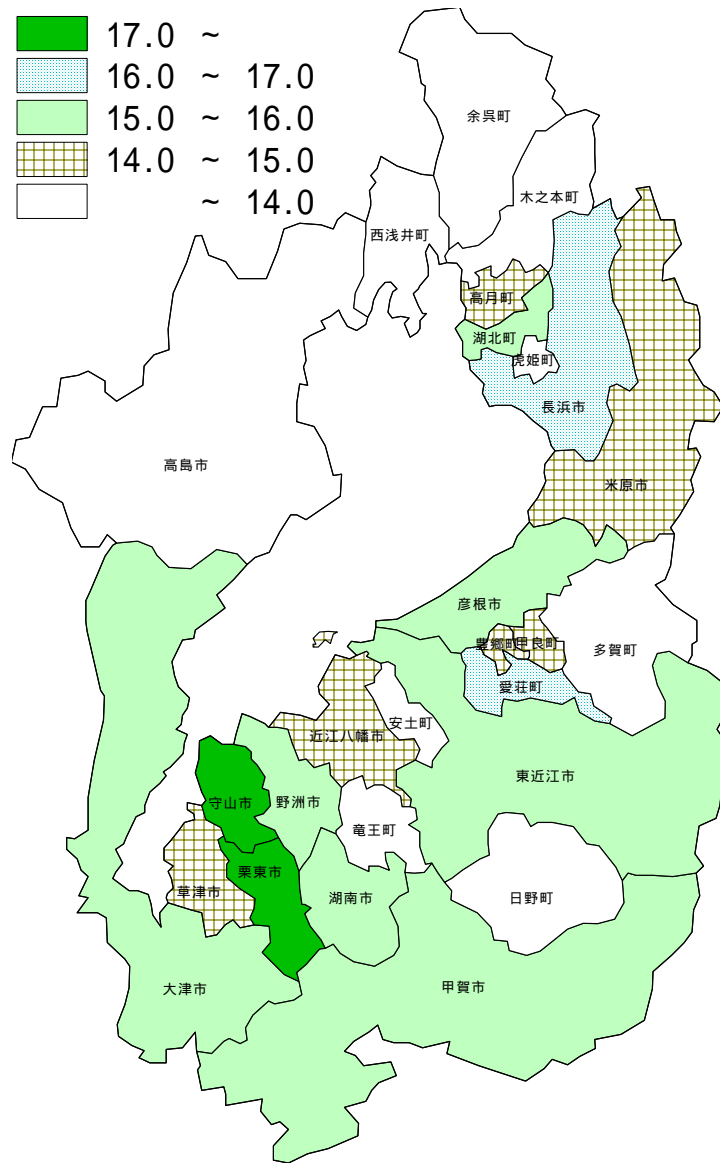 17.0 ~
16.0 ~ 17.0
15.0 ~ 16.0
14.0 ~ 15.0
~ 14.0
余呉町
木之本町
西浅井町
高月町
湖北町
虎姫町
長浜市
高島市
米原市
彦根市
豊郷町
甲良町
多賀町
愛荘町
安土町
近江八幡市
東近江市
守山市
野洲市
竜王町
栗東市
草津市
湖南市
日野町
大津市
甲賀市